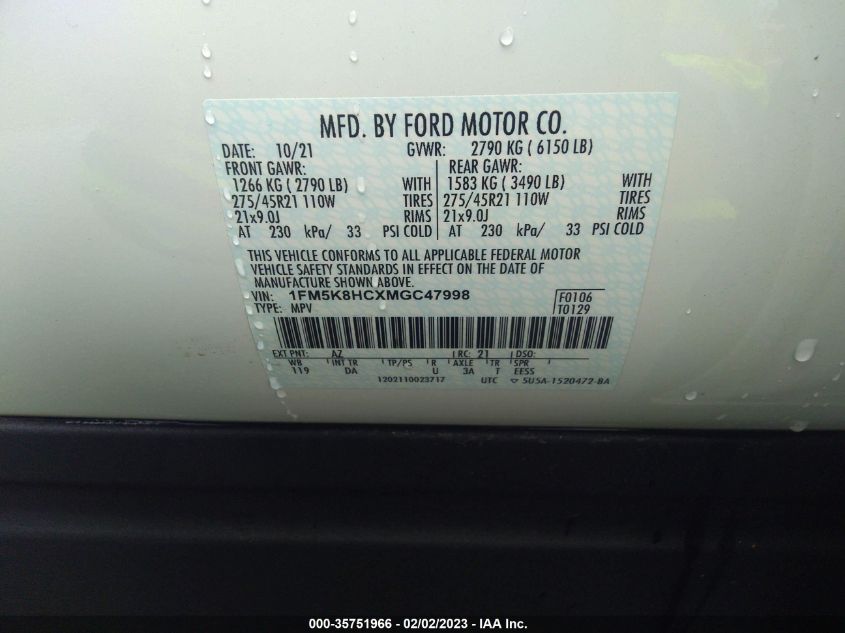 MFD. BY FORD MOTOR CO.
DATE: 10/21 GVWR: 2790 KG ( 6150 LB)
FRONT GAWR: REAR GAWR:
1266 KG ( 2790 LB) WITH 1583 KG ( 3490 LB) WITH
275/45R21 110W TIRES 275/45R21 110W TIRES
21x9.0J RIMS 21x9.0J RIMS
AT 230 kPa/ 33 PSI COLD AT 230 kPa/ 33 PSI COLD
THIS VEHICLE CONFORMS TO ALL APPLICABLE FEDERAL MOTOR
VEHICLE SAFETY STANDARDS IN EFFECT ON THE DATE OF
MANUFACTURE SHOWN ABOVE.
VIN: 1FM5K8HCXMGC47998 F0106
TYPE: MPV T0129
EXT PNT: AZ RC: 21 DSO:
WB INT TR TP/PS R AXLE TR SPR
119 DA U 3A T EESS
1202110023717 UTC ▽ 5U5A-1520472-BA
000-35751966 - 02/02/2023 - IAA Inc.